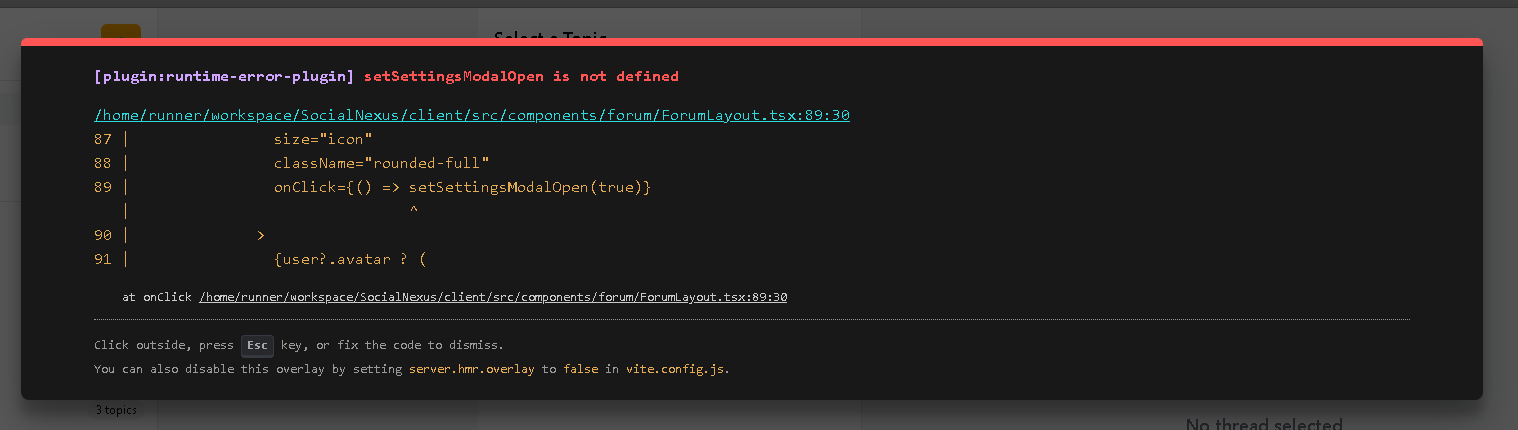 Select a Topic
[plugin:runtime-error-plugin] setSettingsModalOpen is not defined
/home/runner/workspace/SocialNexus/client/src/components/forum/ForumLayout.tsx:89:30
87 |                 size="icon"
88 |                 className="rounded-full"
89 |                 onClick={() => setSettingsModalOpen(true)}
   |                                ^
90 |               >
91 |                 {user?.avatar ? (
at onClick /home/runner/workspace/SocialNexus/client/src/components/forum/ForumLayout.tsx:89:30
Click outside, press Esc key, or fix the code to dismiss.
You can also disable this overlay by setting server.hmr.overlay to false in vite.config.js.
3 topics
No thread selected